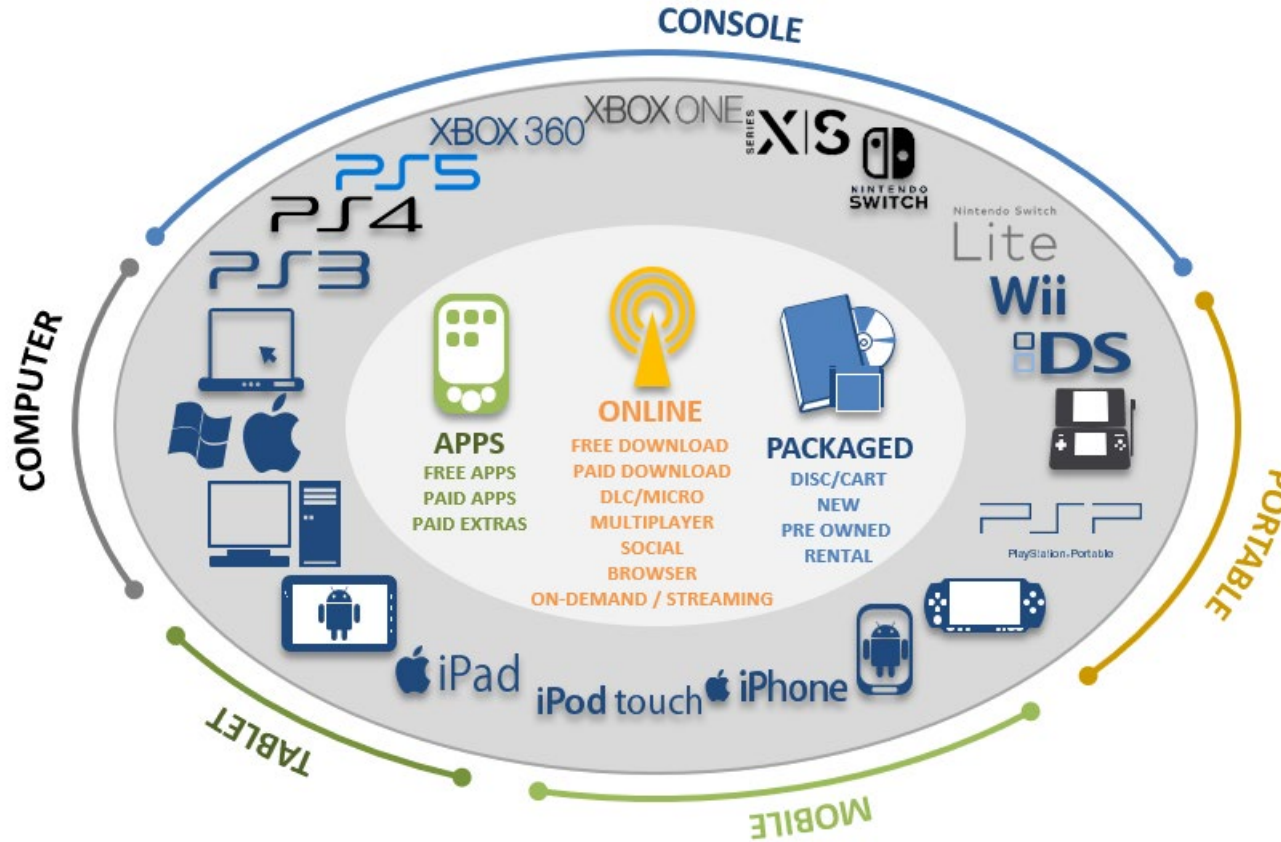 CONSOLE
XBOX 360
XBOX ONE
SERIES X|S
NINTENDO
SWITCH
PS5
PS4
PS3
Nintendo Switch
Lite
Wii
DS
COMPUTER
PORTABLE
APPS
FREE APPS
PAID APPS
PAID EXTRAS
ONLINE
FREE DOWNLOAD
PAID DOWNLOAD
DLC/MICRO
MULTIPLAYER
SOCIAL
BROWSER
ON-DEMAND / STREAMING
PACKAGED
DISC/CART
NEW
PRE OWNED
RENTAL
PSP
PlayStation Portable
iPad
iPod touch
iPhone
TABLET
MOBILE